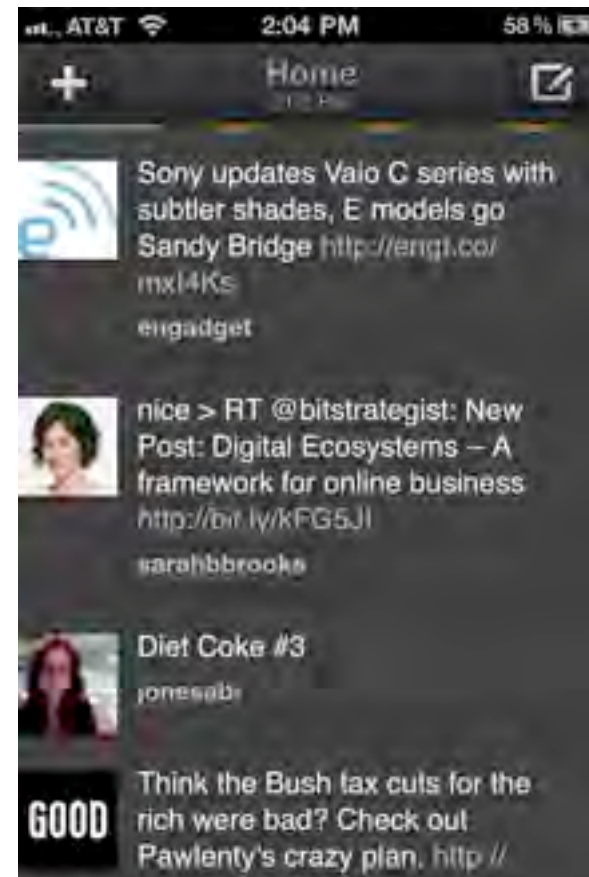 AT&T 2:04 PM 58%
Home
Sony updates Vaio C series with
subtler shades, E models go
Sandy Bridge http://engt.co/
mxI4Ks
engadget
nice > RT @bitstrategist: New
Post: Digital Ecosystems – A
framework for online business
http://bit.ly/kFG5JI
sarahbbrooks
Diet Coke #3
Think the Bush tax cuts for the
GOOD rich were bad? Check out
Pawlenty's crazy plan. http://